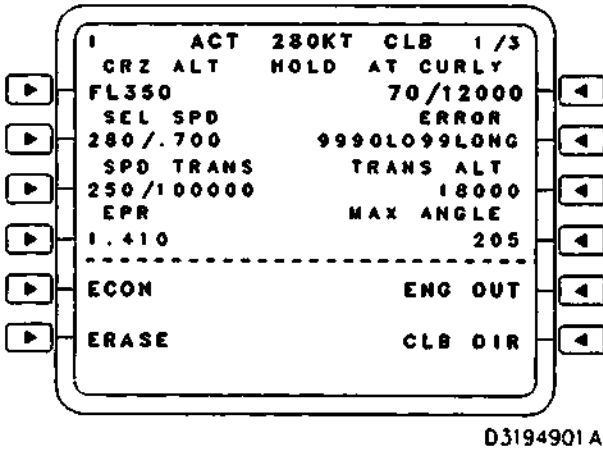 1 ACT 280KT CLB 1/3
CRZ ALT HOLD AT CURLY
FL350 70/12000
SEL SPD ERROR
280/.700 9990LO99LONG
SPD TRANS TRANS ALT
250/100000 18000
EPR MAX ANGLE
1.410 205
ECON ENG OUT
ERASE CLB DIR
D3194901A